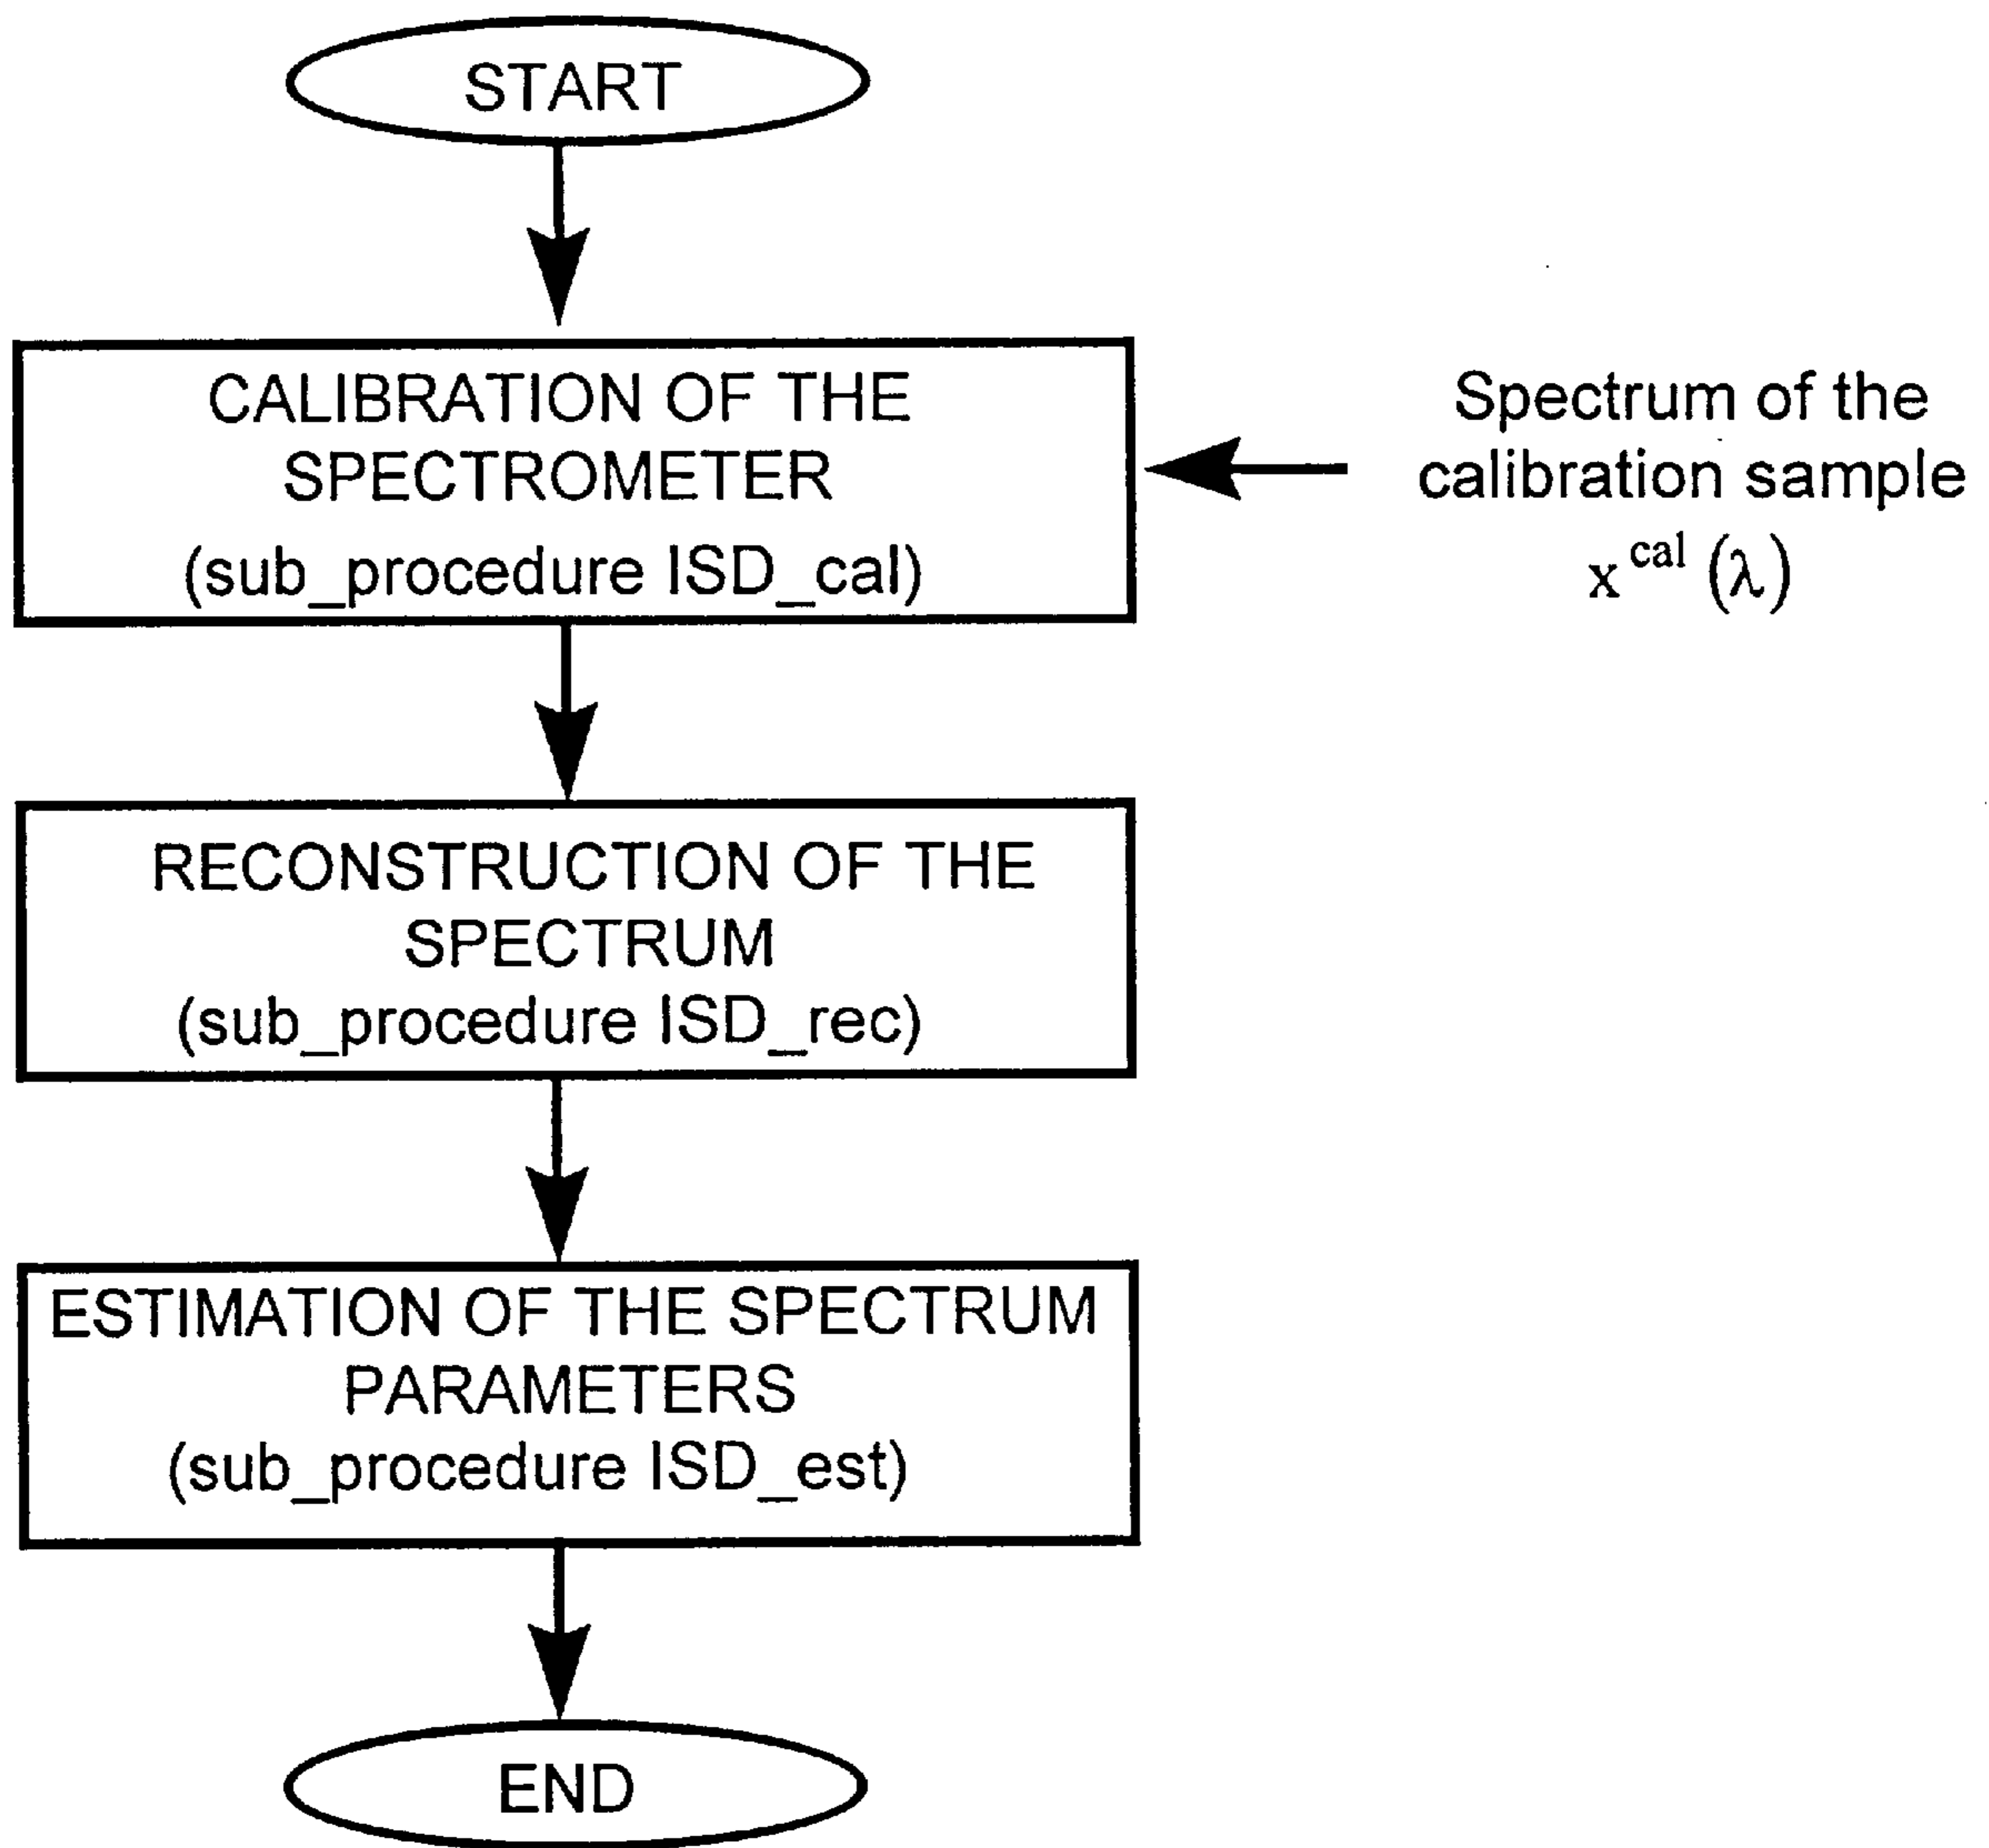 START
CALIBRATION OF THE
SPECTROMETER
(sub_procedure ISD_cal)
Spectrum of the
calibration sample
x^cal (λ)
RECONSTRUCTION OF THE
SPECTRUM
(sub_procedure ISD_rec)
ESTIMATION OF THE SPECTRUM
PARAMETERS
(sub_procedure ISD_est)
END